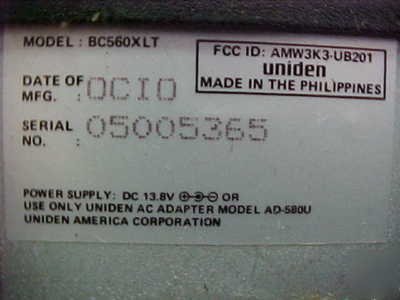 MODEL : BC560XLT
FCC ID: AMW3K3-UB201
uniden
MADE IN THE PHILIPPINES
DATE OF
MFG. : OCIO
SERIAL
NO. : 05005365
POWER SUPPLY: DC 13.8V OR
USE ONLY UNIDEN AC ADAPTER MODEL AD-580U
UNIDEN AMERICA CORPORATION